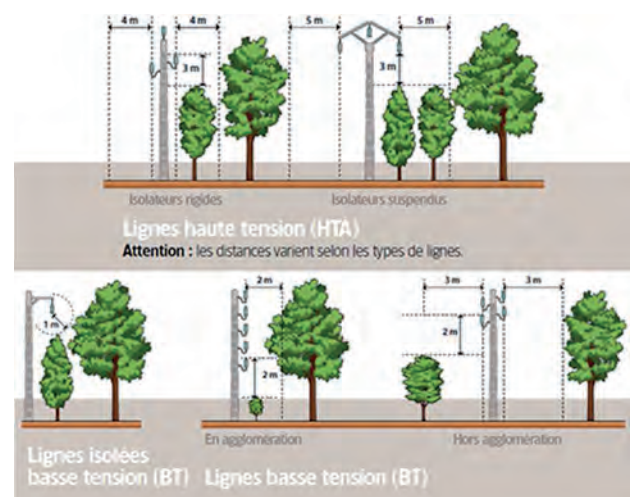 4 m 4 m 5 m 5 m
3 m 3 m
Isolateurs rigides Isolateurs suspendus
Lignes haute tension (HTA)
Attention : les distances varient selon les types de lignes.
2 m 3 m 3 m
1 m 2 m
2 m
En agglomération Hors agglomération
Lignes isolées
basse tension (BT) Lignes basse tension (BT)